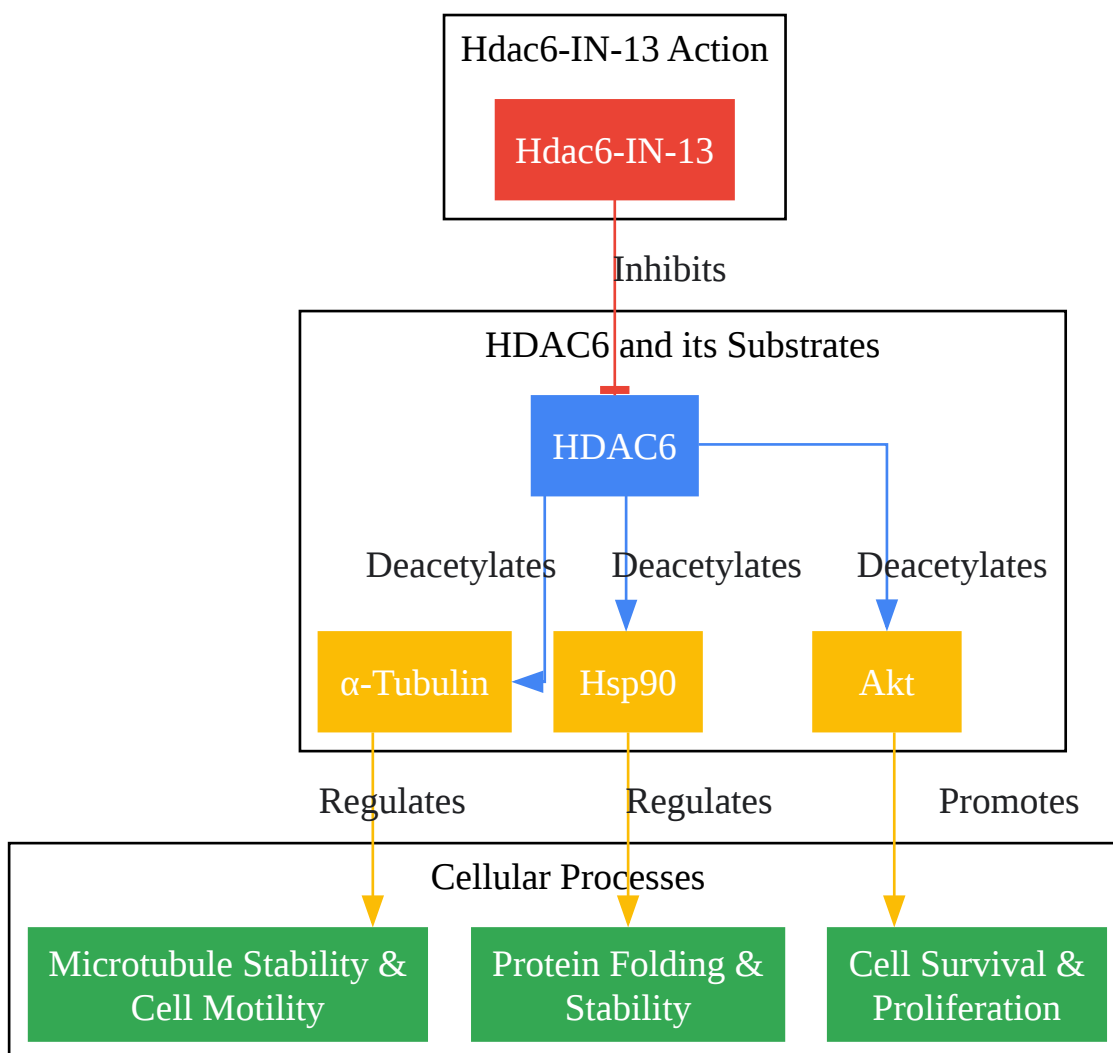 Hdac6-IN-13 Action
Hdac6-IN-13
Inhibits
HDAC6 and its Substrates
HDAC6
Deacetylates
Deacetylates
Deacetylates
α-Tubulin
Hsp90
Akt
Regulates
Regulates
Promotes
Cellular Processes
Microtubule Stability &
Cell Motility
Protein Folding &
Stability
Cell Survival &
Proliferation